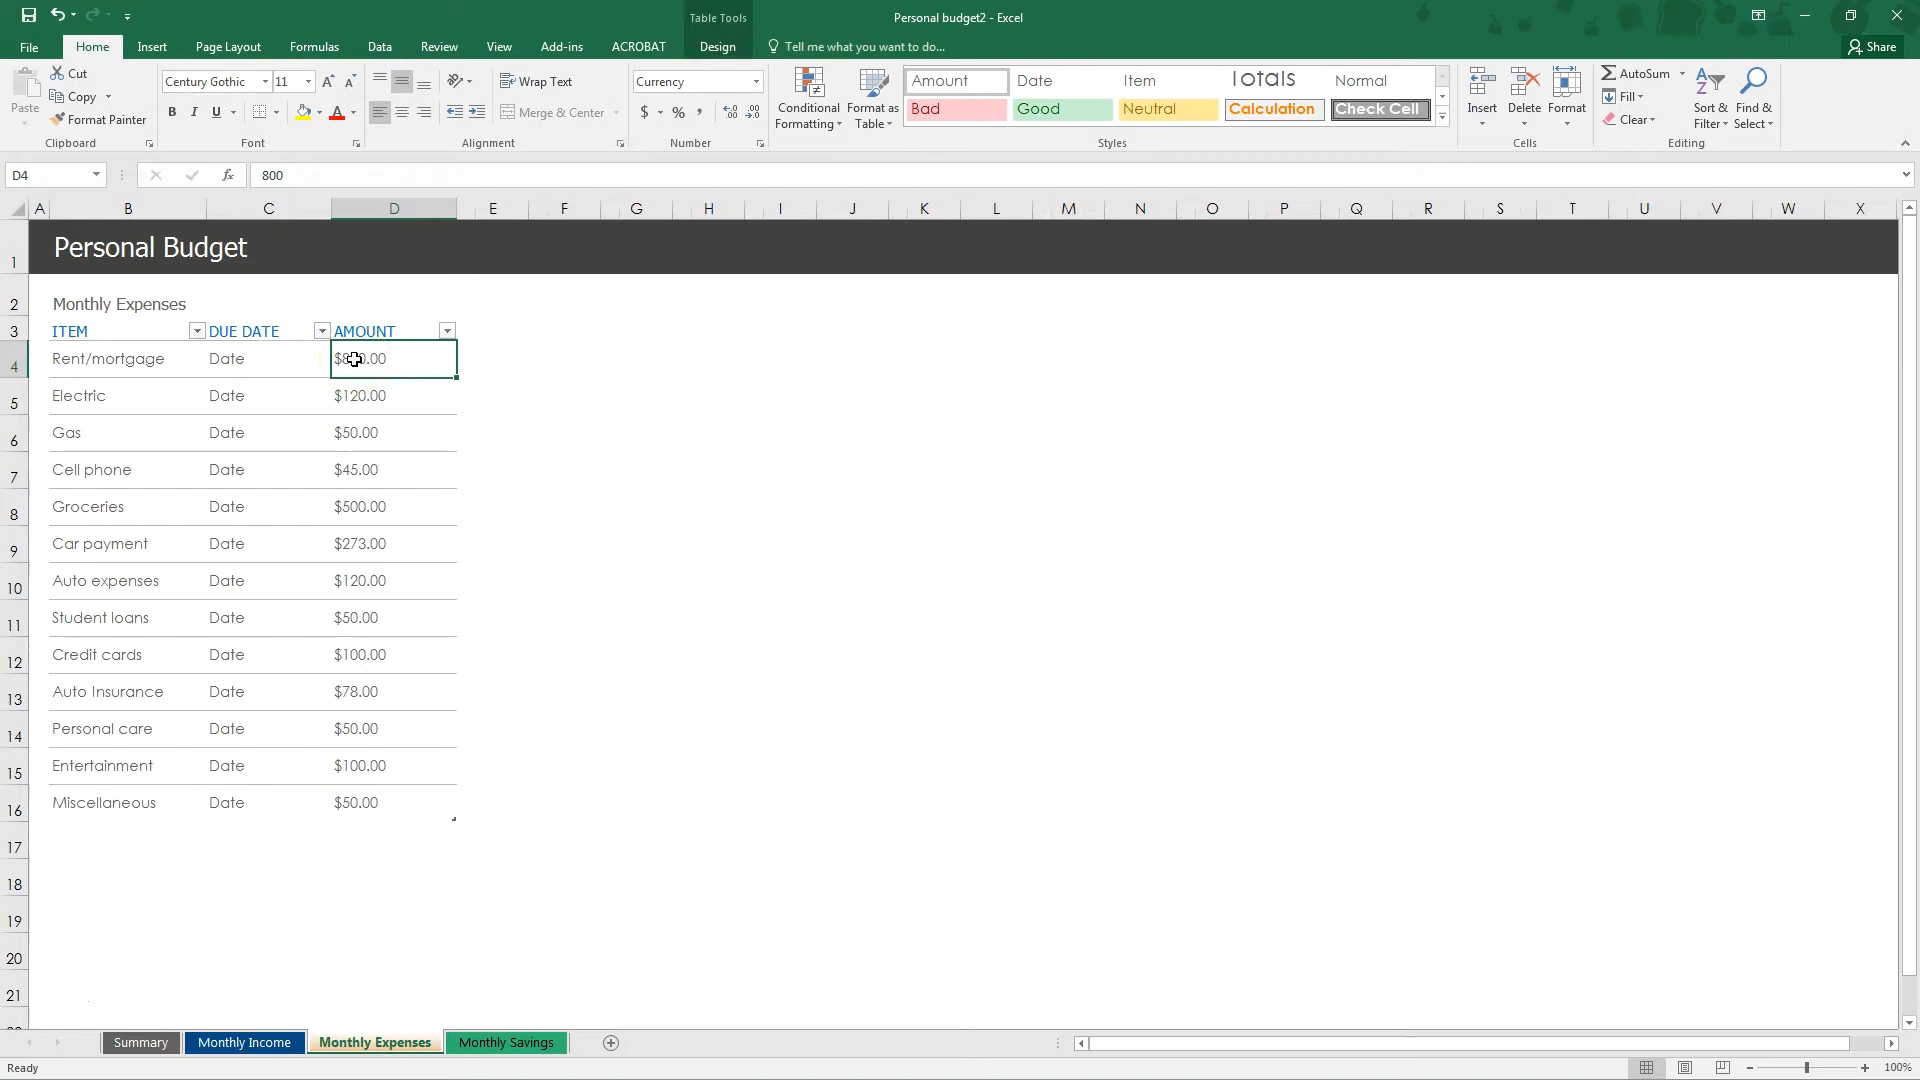 Table Tools
Personal budget2 - Excel
File
Home
Insert
Page Layout
Formulas
Data
Review
View
Add-ins
ACROBAT
Design
Tell me what you want to do...
Share
Paste
Cut
Copy
Format Painter
Clipboard
Century Gothic
11
B
I
U
Font
Wrap Text
Merge & Center
Alignment
Currency
$
%
Number
Conditional
Formatting
Format as
Table
Amount
Date
Item
Totals
Normal
Bad
Good
Neutral
Calculation
Check Cell
Styles
Insert
Delete
Format
Cells
AutoSum
Fill
Clear
Sort &
Filter
Find &
Select
Editing
D4
fx
800
A B C D E F G H I J K L M N O P Q R S T U V W X
1 Personal Budget
2 Monthly Expenses
3 ITEM DUE DATE AMOUNT
4 Rent/mortgage Date
5 Electric Date $120.00
6 Gas Date $50.00
7 Cell phone Date $45.00
8 Groceries Date $500.00
9 Car payment Date $273.00
10 Auto expenses Date $120.00
11 Student loans Date $50.00
12 Credit cards Date $100.00
13 Auto Insurance Date $78.00
14 Personal care Date $50.00
15 Entertainment Date $100.00
16 Miscellaneous Date $50.00
17
18
19
20
21
Summary
Monthly Income
Monthly Expenses
Monthly Savings
Ready
100%